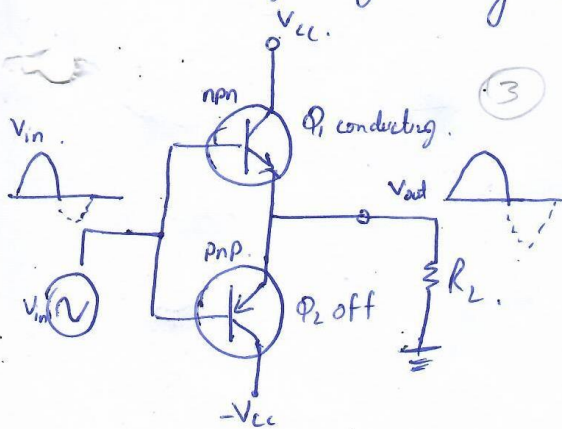 Vcc.
npn
3
Q1 conducting.
Vin
Vout
pnp
Vin
Q2 off
RL.
-Vcc